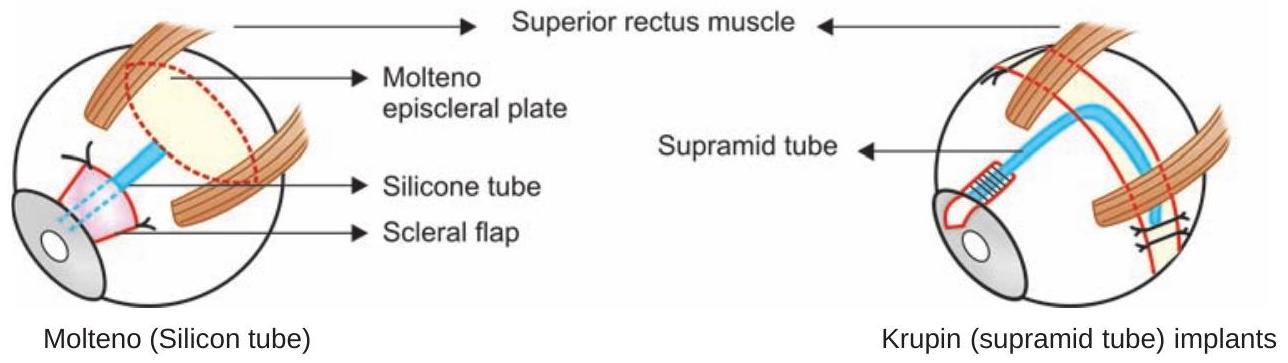 Superior rectus muscle
Molteno
episcleral plate
Supramid tube
Silicone tube
Scleral flap
Molteno (Silicon tube)
Krupin (supramid tube) implants